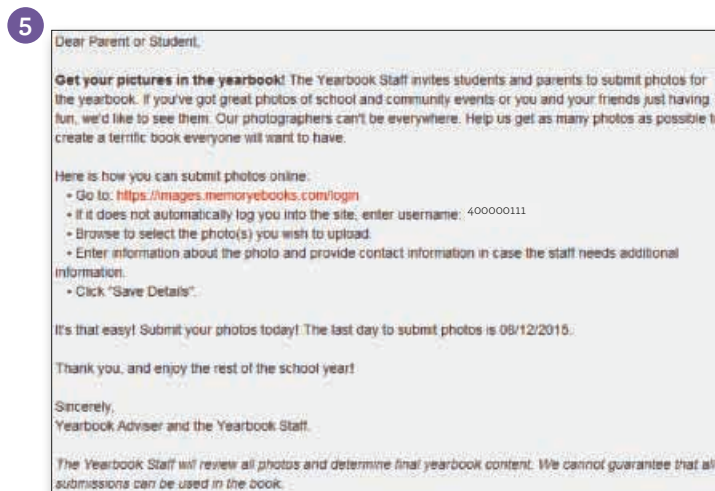 5
Dear Parent or Student,
Get your pictures in the yearbook! The Yearbook Staff invites students and parents to submit photos for
the yearbook. If you've got great photos of school and community events or you and your friends just having
fun, we'd like to see them. Our photographers can't be everywhere. Help us get as many photos as possible
create a terrific book everyone will want to have.
Here is how you can submit photos online:
• Go to: https://images.memoryebooks.com/login
• If it does not automatically log you into the site, enter username: 400000111
• Browse to select the photo(s) you wish to upload.
• Enter information about the photo and provide contact information in case the staff needs additional
information.
• Click "Save Details".
It's that easy! Submit your photos today! The last day to submit photos is 06/12/2015.
Thank you, and enjoy the rest of the school year!
Sincerely,
Yearbook Adviser and the Yearbook Staff.
The Yearbook Staff will review all photos and determine final yearbook content. We cannot guarantee that
submissions can be used in the book.